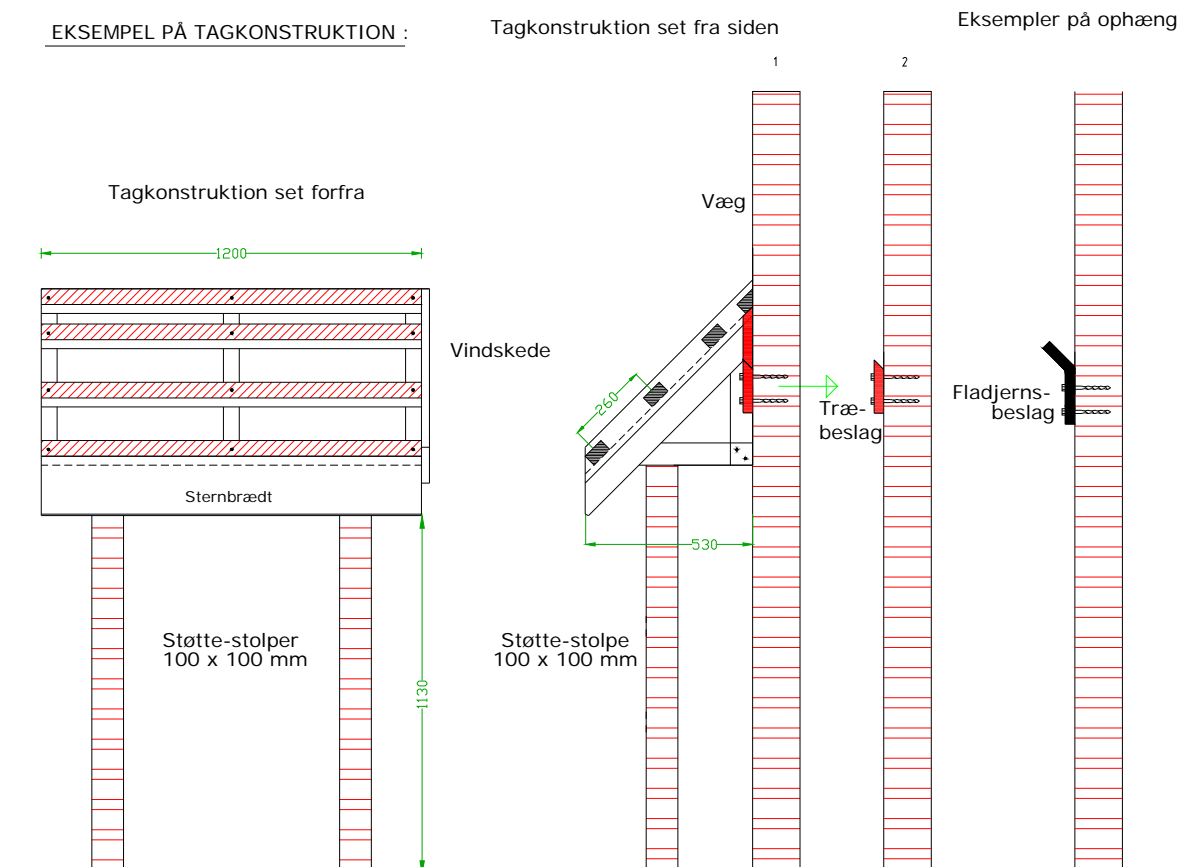 EKSEMPEL PÅ TAGKONSTRUKTION :
Tagkonstruktion set fra siden
Eksempler på ophæng
1
2
Tagkonstruktion set forfra
Væg
1200
Vindskede
260
Træ-
beslag
Fladjerns-
beslag
Sternbrædt
530
Støtte-stolper
100 x 100 mm
1130
Støtte-stolpe
100 x 100 mm